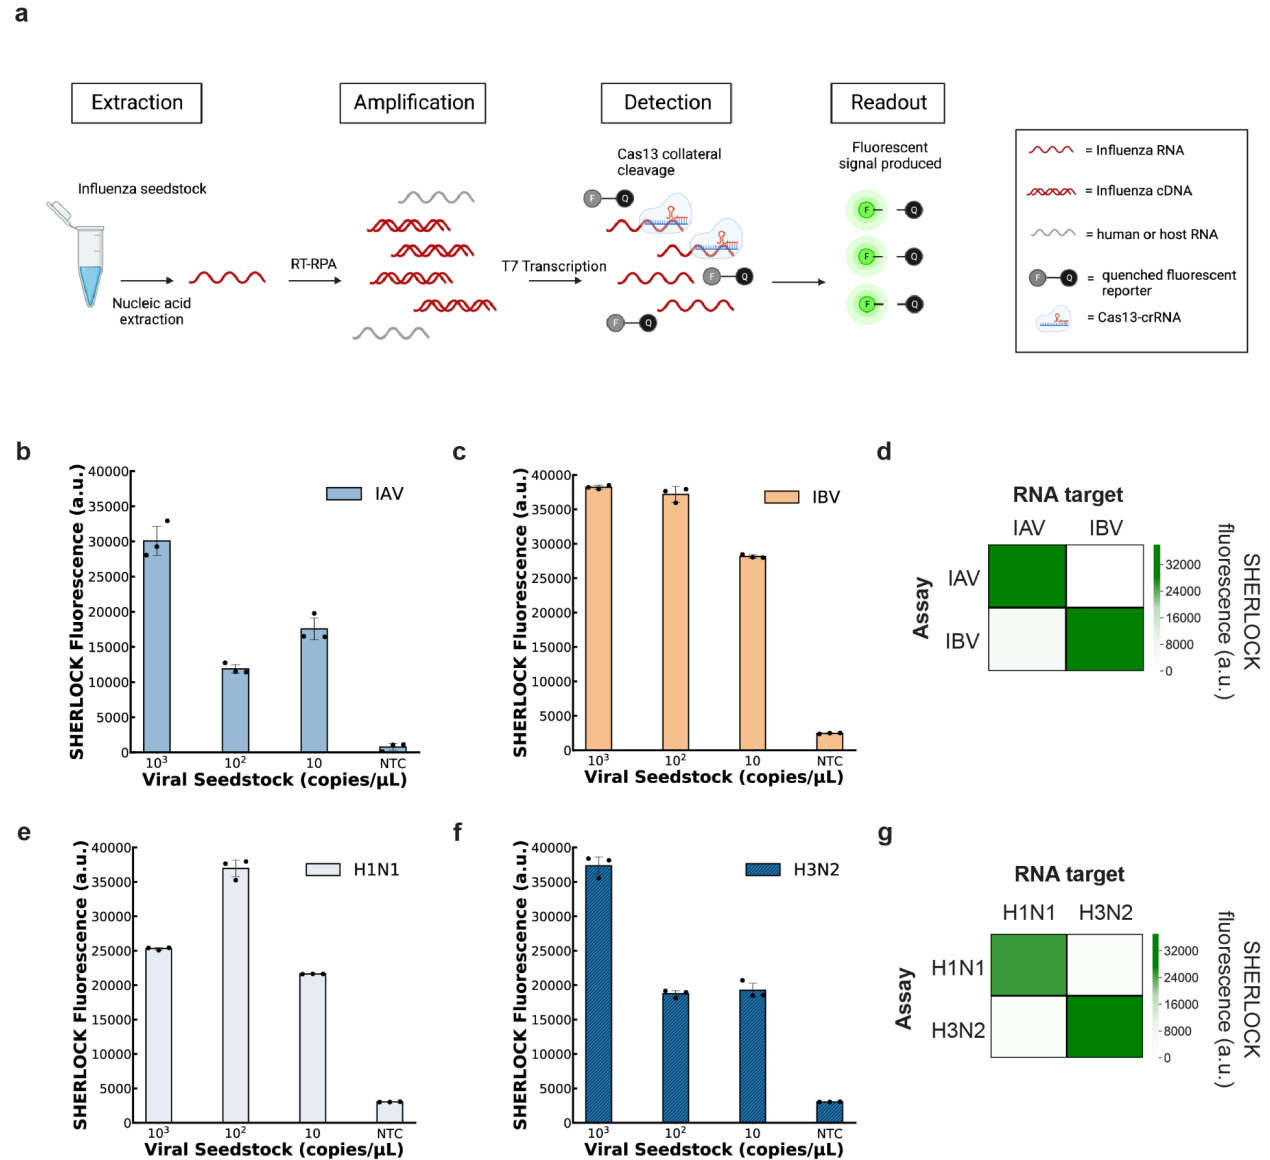 a
Extraction
Amplification
Detection
Readout
Influenza seedstock
Nucleic acid
extraction
RT-RPA
T7 Transcription
Cas13 collateral
cleavage
F
Q
F
Q
F
Q
Fluorescent
signal produced
F
Q
F
Q
F
Q
= Influenza RNA
= Influenza cDNA
= human or host RNA
F
Q
= quenched fluorescent
reporter
= Cas13-crRNA
b
SHERLOCK Fluorescence (a.u.)
40000
35000
30000
25000
20000
15000
10000
5000
0
IAV
10³
10²
10
NTC
Viral Seedstock (copies/μL)
c
SHERLOCK Fluorescence (a.u.)
40000
35000
30000
25000
20000
15000
10000
5000
0
IBV
10³
10²
10
NTC
Viral Seedstock (copies/μL)
d
RNA target
IAV
IBV
Assay
IAV
IBV
32000
24000
16000
8000
0
SHERLOCK
fluorescence (a.u.)
e
SHERLOCK Fluorescence (a.u.)
40000
35000
30000
25000
20000
15000
10000
5000
0
H1N1
10³
10²
10
NTC
Viral Seedstock (copies/μL)
f
SHERLOCK Fluorescence (a.u.)
40000
35000
30000
25000
20000
15000
10000
5000
0
H3N2
10³
10²
10
NTC
Viral Seedstock (copies/μL)
g
RNA target
H1N1
H3N2
Assay
H1N1
H3N2
32000
24000
16000
8000
0
SHERLOCK
fluorescence (a.u.)